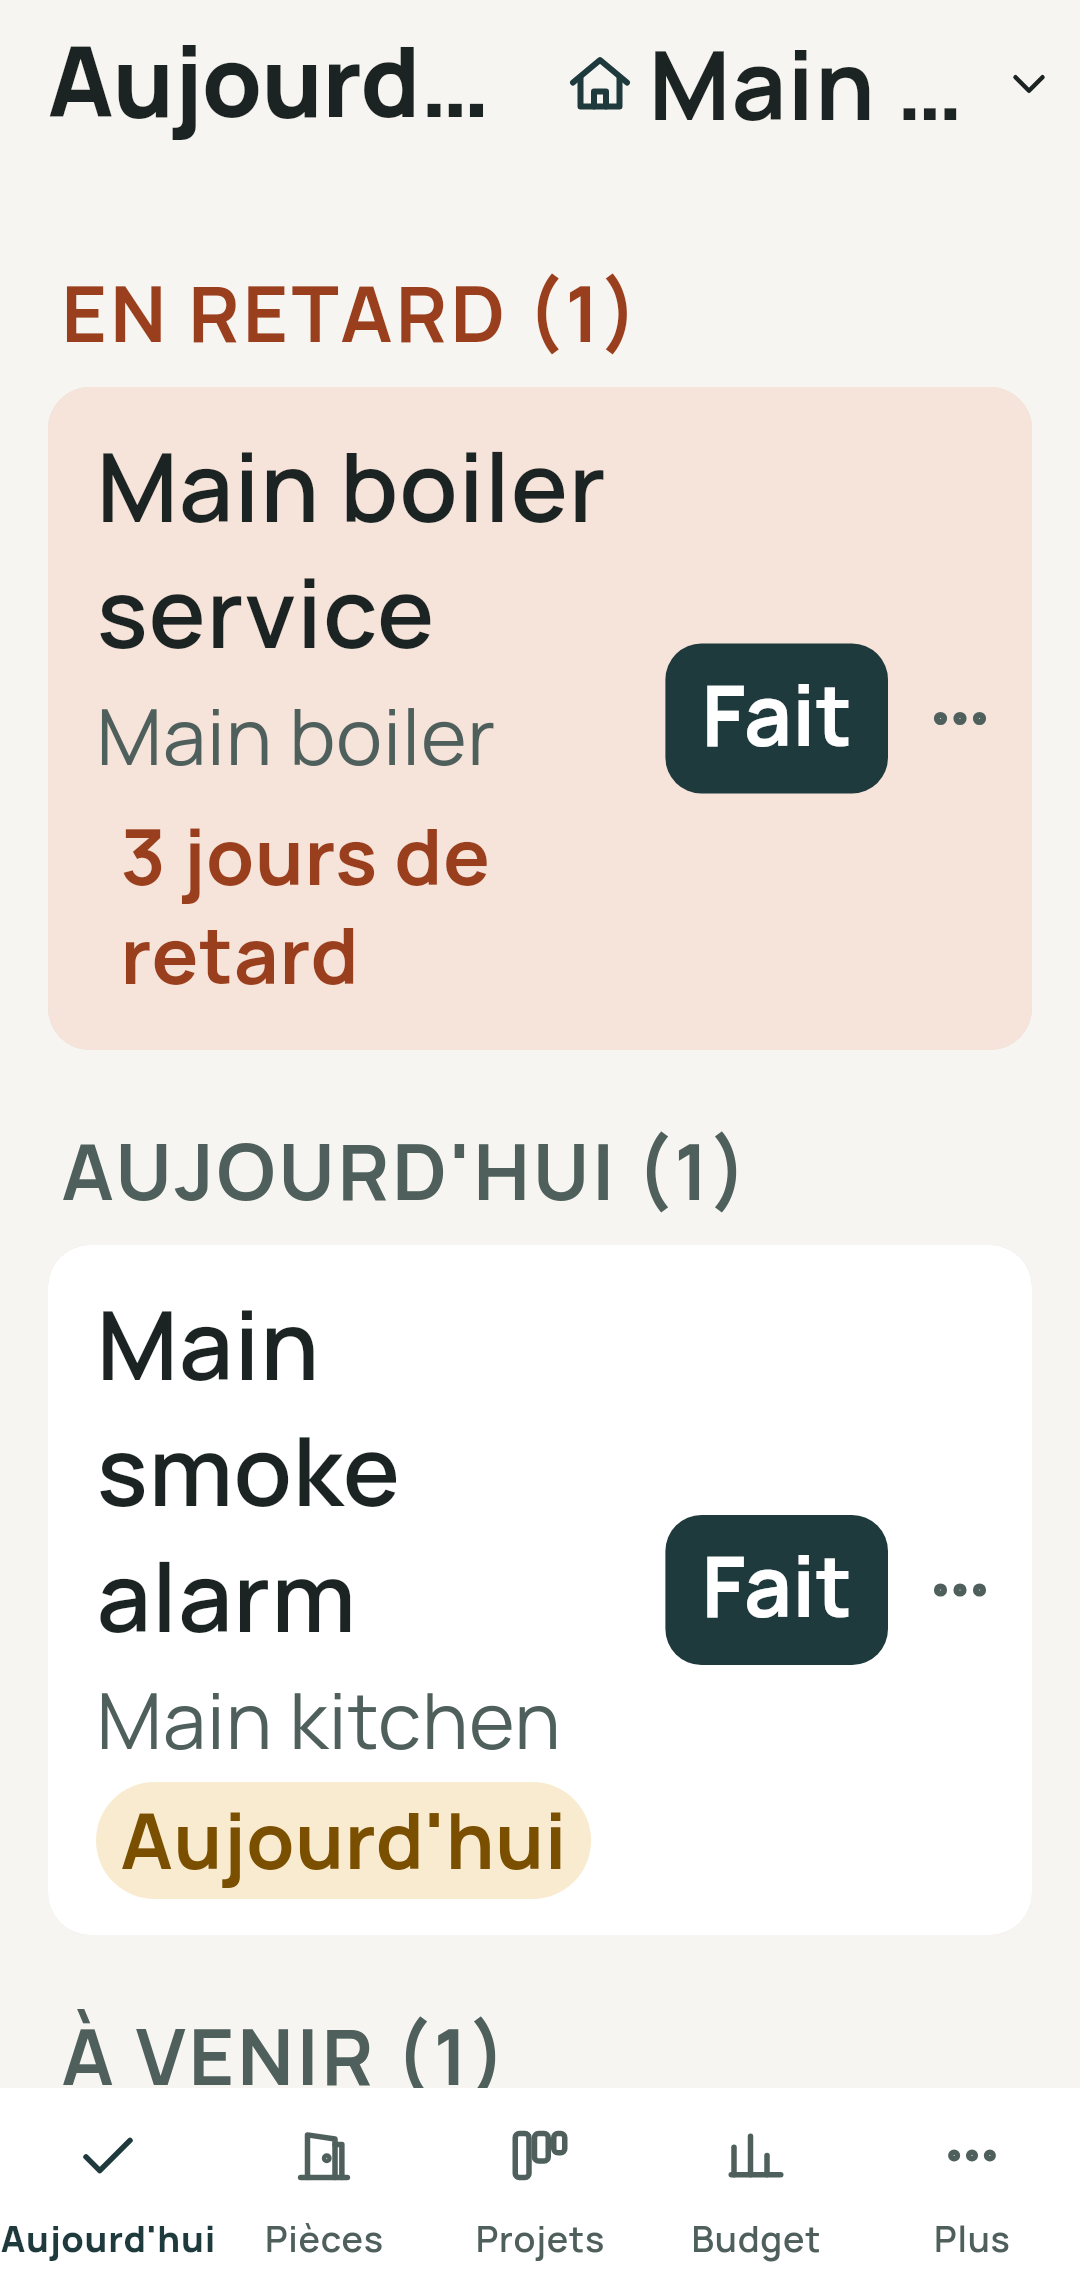 Aujourd... Main ...
EN RETARD (1)
Main boiler
service
Main boiler
3 jours de
retard
Fait
AUJOURD'HUI (1)
Main
smoke
alarm
Main kitchen
Aujourd'hui
Fait
À VENIR (1)
Aujourd'hui Pièces Projets Budget Plus